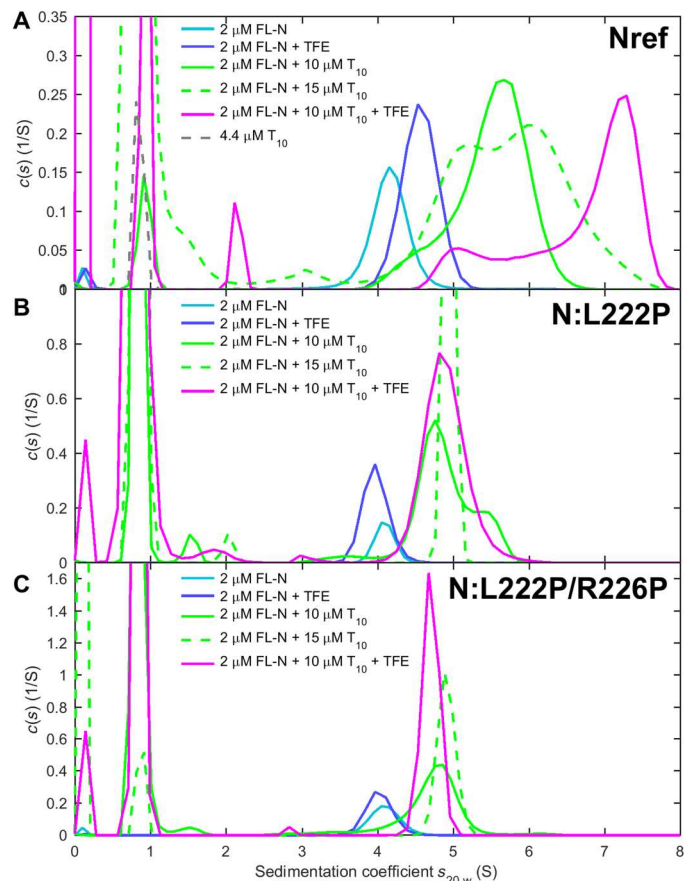 A
Nref
0.35
0.3
0.25
0.2
0.15
0.1
0.05
0
c(s) (1/S)
2 μM FL-N
2 μM FL-N + TFE
2 μM FL-N + 10 μM T10
2 μM FL-N + 15 μM T10
2 μM FL-N + 10 μM T10 + TFE
4.4 μM T10
B
N:L222P
0.8
0.6
0.4
0.2
0
c(s) (1/S)
2 μM FL-N
2 μM FL-N + TFE
2 μM FL-N + 10 μM T10
2 μM FL-N + 15 μM T10
2 μM FL-N + 10 μM T10 + TFE
C
N:L222P/R226P
1.6
1.4
1.2
1
0.8
0.6
0.4
0.2
0
c(s) (1/S)
2 μM FL-N
2 μM FL-N + TFE
2 μM FL-N + 10 μM T10
2 μM FL-N + 15 μM T10
2 μM FL-N + 10 μM T10 + TFE
0 1 2 3 4 5 6 7 8
Sedimentation coefficient s20,w (S)